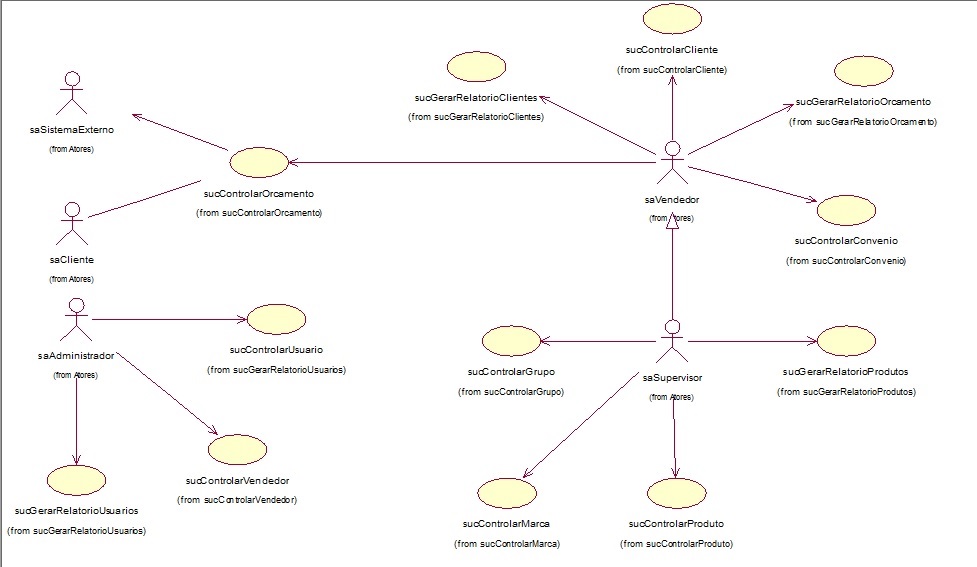 sucControlarCliente
(from sucControlarCliente)
sucGerarRelatorioClientes
(from sucGerarRelatorioClientes)
sucGerarRelatorioOrcamento
(from sucGerarRelatorioOrcamento)
saSistemaExterno
(from Atores)
sucControlarOrcamento
(from sucControlarOrcamento)
saVendedor
(from Atores)
saCliente
(from Atores)
sucControlarConvenio
(from sucControlarConvenio)
saAdministrador
(from Atores)
sucControlarUsuario
(from sucGerarRelatorioUsuarios)
sucControlarGrupo
(from sucControlarGrupo)
saSupervisor
(from Atores)
sucGerarRelatorioProdutos
(from sucGerarRelatorioProdutos)
sucControlarVendedor
(from sucControlarVendedor)
sucGerarRelatorioUsuarios
(from sucGerarRelatorioUsuarios)
sucControlarMarca
(from sucControlarMarca)
sucControlarProduto
(from sucControlarProduto)